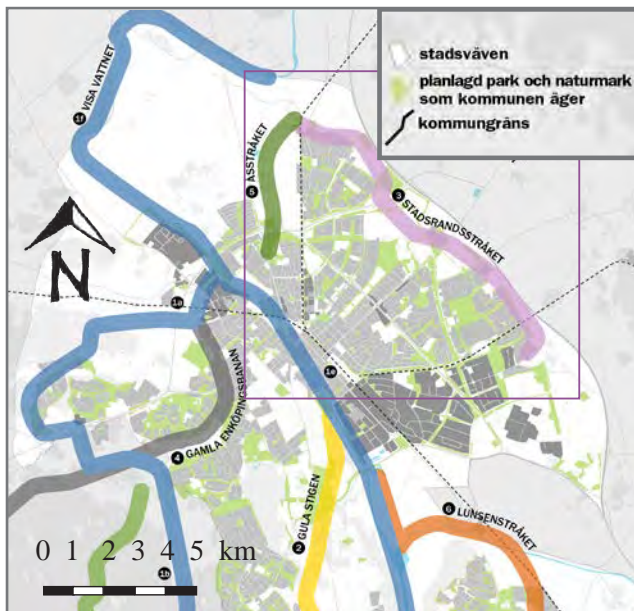 stadsväven
planlagd park och naturmark
som kommunen äger
kommungräns
1f VISA VATTNET
5 ÅSSTRÅKET
3 STADSRANDSSTRÅKET
N
1a
1e
4 GAMLA ENKÖPINGSBANAN
2 GULA STIGEN
6 LUNSENSTRÅKET
0 1 2 3 4 5 km
1b